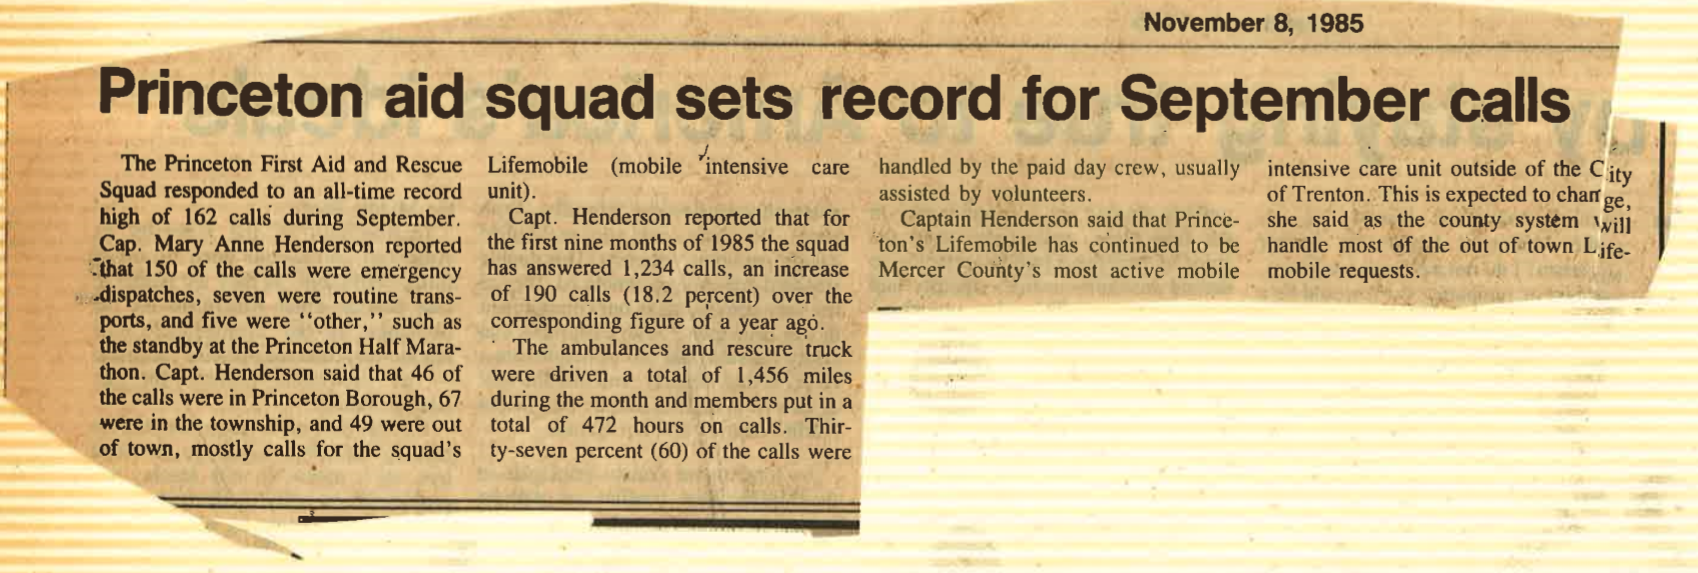 November 8, 1985
Princeton aid squad sets record for September calls
The Princeton First Aid and Rescue
Squad responded to an all-time record
high of 162 calls during September.
Cap. Mary Anne Henderson reported
that 150 of the calls were emergency
dispatches, seven were routine trans-
ports, and five were ‘‘other,’’ such as
the standby at the Princeton Half Mara-
thon. Capt. Henderson said that 46 of
the calls were in Princeton Borough, 67
were in the township, and 49 were out
of town, mostly calls for the squad's
Lifemobile (mobile intensive care
unit).
Capt. Henderson reported that for
the first nine months of 1985 the squad
has answered 1,234 calls, an increase
of 190 calls (18.2 percent) over the
corresponding figure of a year ago.
The ambulances and rescure truck
were driven a total of 1,456 miles
during the month and members put in a
total of 472 hours on calls. Thir-
ty-seven percent (60) of the calls were
handled by the paid day crew, usually
assisted by volunteers.
Captain Henderson said that Prince-
ton's Lifemobile has continued to be
Mercer County's most active mobile
intensive care unit outside of the City
of Trenton. This is expected to change,
she said as the county system will
handle most of the out of town Life-
mobile requests.